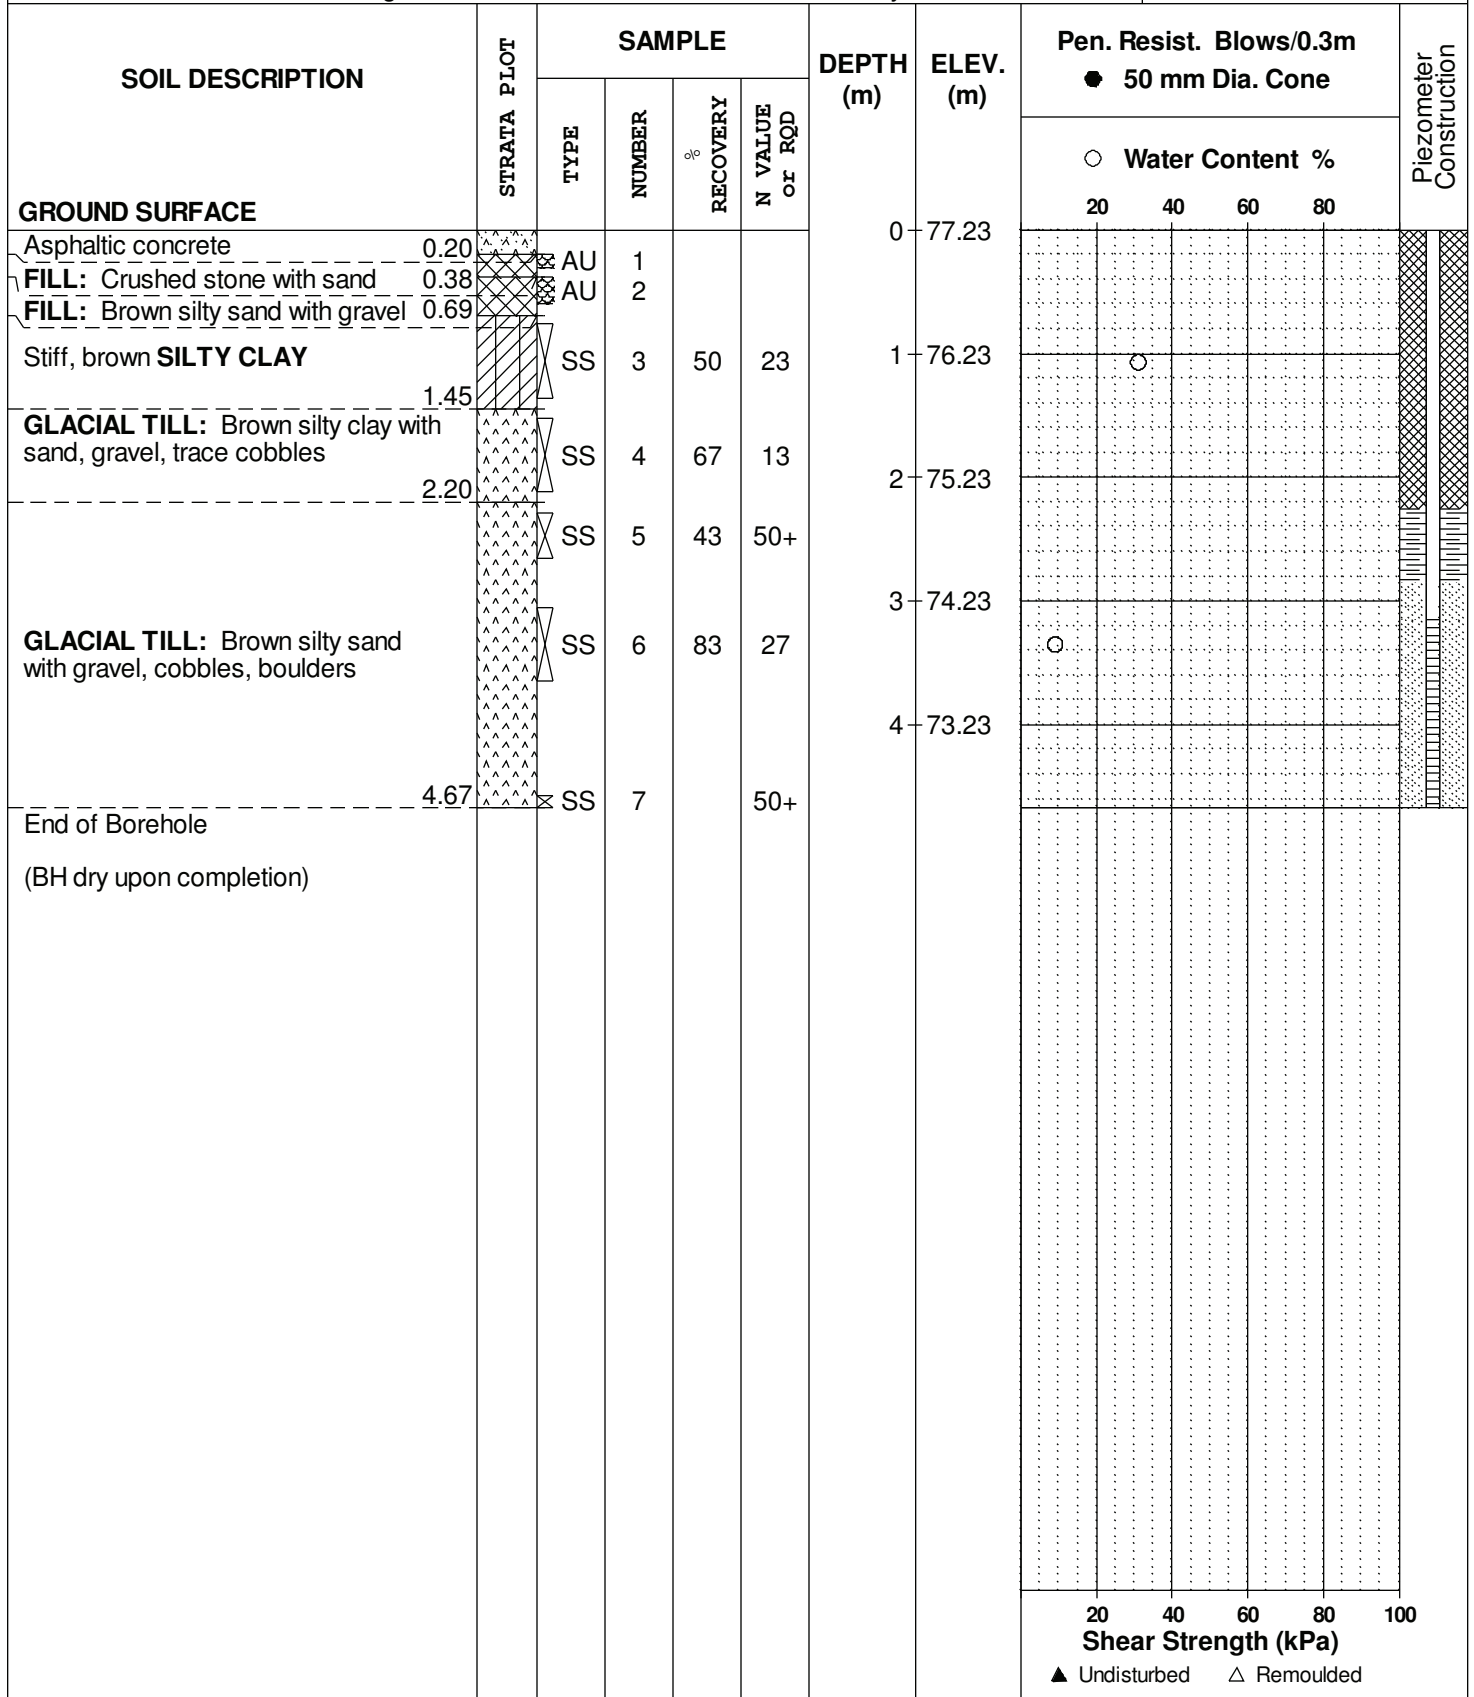 SOIL DESCRIPTION
STRATA PLOT
SAMPLE
TYPE
NUMBER
% RECOVERY
N VALUE or RQD
DEPTH (m)
ELEV. (m)
Pen. Resist. Blows/0.3m
● 50 mm Dia. Cone
○ Water Content %
20 40 60 80
Piezometer Construction
GROUND SURFACE
0 77.23
Asphaltic concrete 0.20
AU 1
FILL: Crushed stone with sand 0.38
AU 2
FILL: Brown silty sand with gravel 0.69
Stiff, brown SILTY CLAY SS 3 50 23 1 76.23
1.45
GLACIAL TILL: Brown silty clay with
sand, gravel, trace cobbles SS 4 67 13
2 75.23
2.20
SS 5 43 50+
3 74.23
GLACIAL TILL: Brown silty sand SS 6 83 27
with gravel, cobbles, boulders
4 73.23
4.67 SS 7 50+
End of Borehole
(BH dry upon completion)
20 40 60 80 100
Shear Strength (kPa)
▲ Undisturbed △ Remoulded